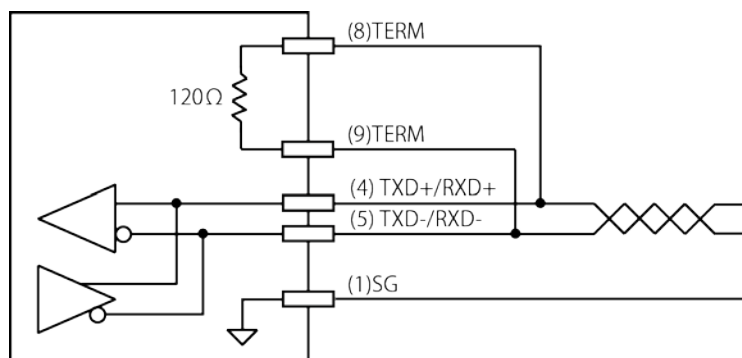 (8)TERM
120Ω
(9)TERM
(4) TXD+/RXD+
(5) TXD-/RXD-
(1)SG